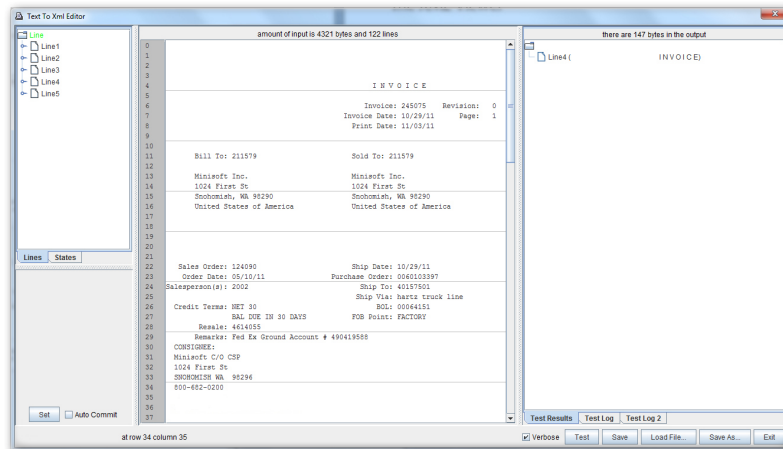 Text To Xml Editor
amount of input is 4321 bytes and 122 lines
there are 147 bytes in the output
Line
Line1
Line2
Line3
Line4
Line5
Lines States
Set Auto Commit
0
1
2
3
4 I N V O I C E
5
6 Invoice: 245075 Revision: 0
7 Invoice Date: 10/29/11 Page: 1
8 Print Date: 11/03/11
9
10
11 Bill To: 211579 Sold To: 211579
12
13 Minisoft Inc. Minisoft Inc.
14 1024 First St 1024 First St
15 Snohomish, WA 98290 Snohomish, WA 98290
16 United States of America United States of America
17
18
19
20
21
22 Sales Order: 124090 Ship Date: 10/29/11
23 Order Date: 05/10/11 Purchase Order: 0060103397
24 Salesperson(s): 2002 Ship To: 40157501
25 Ship Via: hartz truck line
26 Credit Terms: NET 30 BOL: 00064151
27 BAL DUE IN 30 DAYS FOB Point: FACTORY
28 Resale: 4614055
29 Remarks: Fed Ex Ground Account # 490419588
30 CONSIGNEE:
31 Minisoft C/O CSP
32 1024 First St
33 SNOHOMISH WA 98296
34 800-682-0200
35
36
37
Line4 ( I N V O I C E)
Test Results Test Log Test Log 2
at row 34 column 35
Verbose Test Save Load File... Save As... Exit